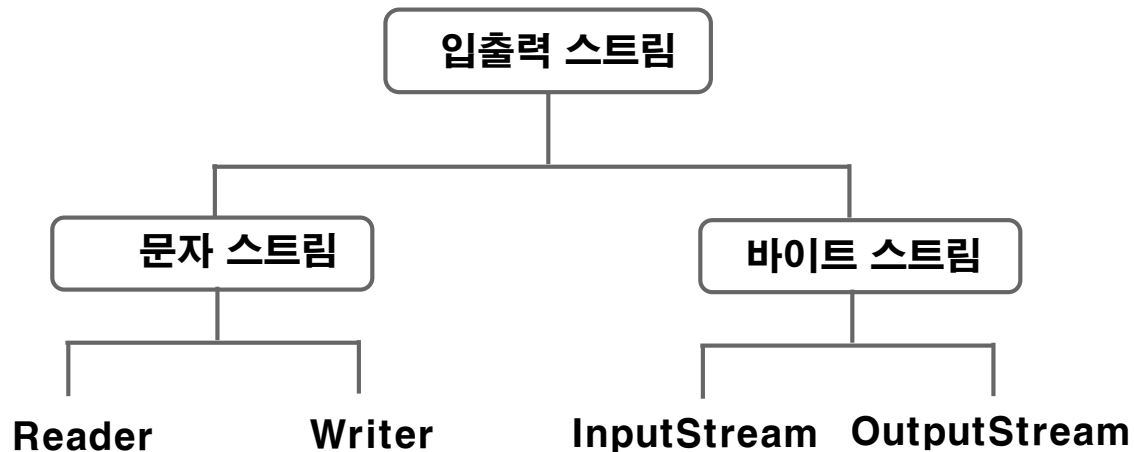 입출력 스트림
문자 스트림
바이트 스트림
Reader
Writer
InputStream
OutputStream